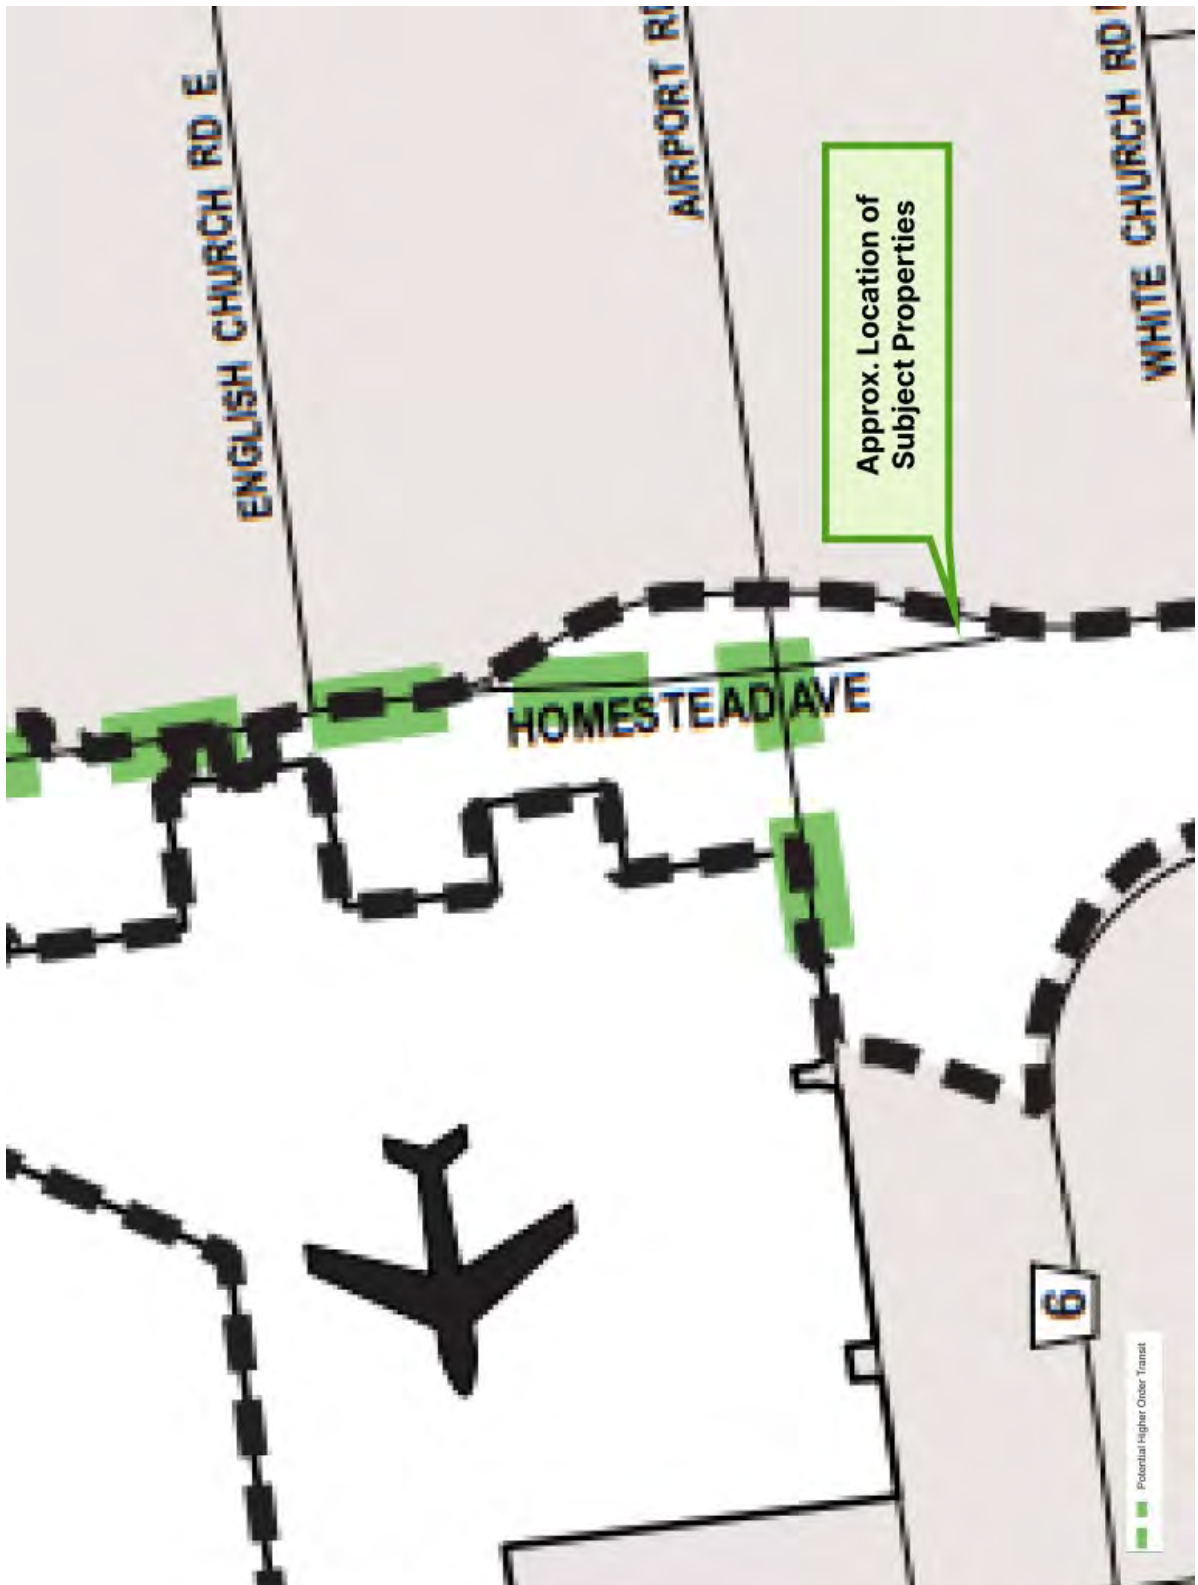 ENGLISH CHURCH RD E
AIRPORT RD
WHITE CHURCH RD
Approx. Location of
Subject Properties
HOMESTEAD AVE
6
Potential Higher Order Transit